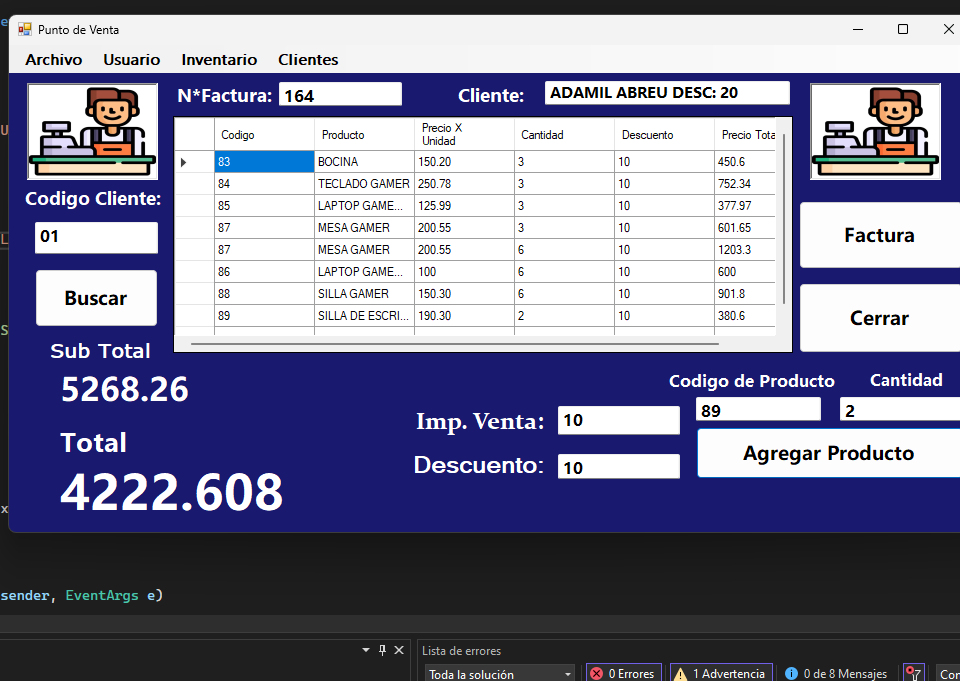 Punto de Venta
Archivo Usuario Inventario Clientes
N*Factura: 164 Cliente: ADAMIL ABREU DESC: 20
Codigo Producto Precio X Unidad Cantidad Descuento Precio Tota
83 BOCINA 150.20 3 10 450.6
84 TECLADO GAMER 250.78 3 10 752.34
85 LAPTOP GAME... 125.99 3 10 377.97
87 MESA GAMER 200.55 3 10 601.65
87 MESA GAMER 200.55 6 10 1203.3
86 LAPTOP GAME... 100 6 10 600
88 SILLA GAMER 150.30 6 10 901.8
89 SILLA DE ESCRI... 190.30 2 10 380.6
Codigo Cliente:
01
Buscar
Factura
Cerrar
Sub Total
5268.26
Total
4222.608
Codigo de Producto Cantidad
89 2
Imp. Venta: 10
Descuento: 10
Agregar Producto
sender, EventArgs e)
Lista de errores
Toda la solución 0 Errores 1 Advertencia 0 de 8 Mensajes Con